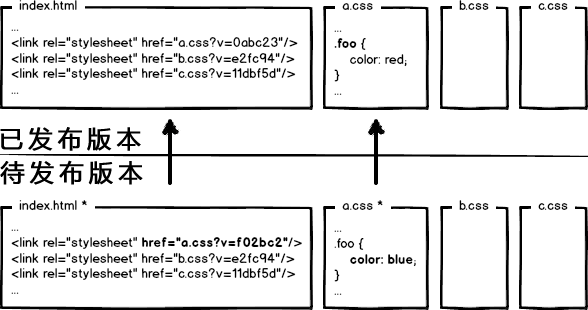 index.html
...
<link rel="stylesheet" href="a.css?v=0abc23"/>
<link rel="stylesheet" href="b.css?v=e2fc94"/>
<link rel="stylesheet" href="c.css?v=11dbf5d"/>
...
a.css
...
.foo {
color: red;
}
...
b.css
c.css
已发布版本
待发布版本
index.html *
...
<link rel="stylesheet" href="a.css?v=f02bc2"/>
<link rel="stylesheet" href="b.css?v=e2fc94"/>
<link rel="stylesheet" href="c.css?v=11dbf5d"/>
...
a.css *
...
.foo {
color: blue;
}
...
b.css
c.css